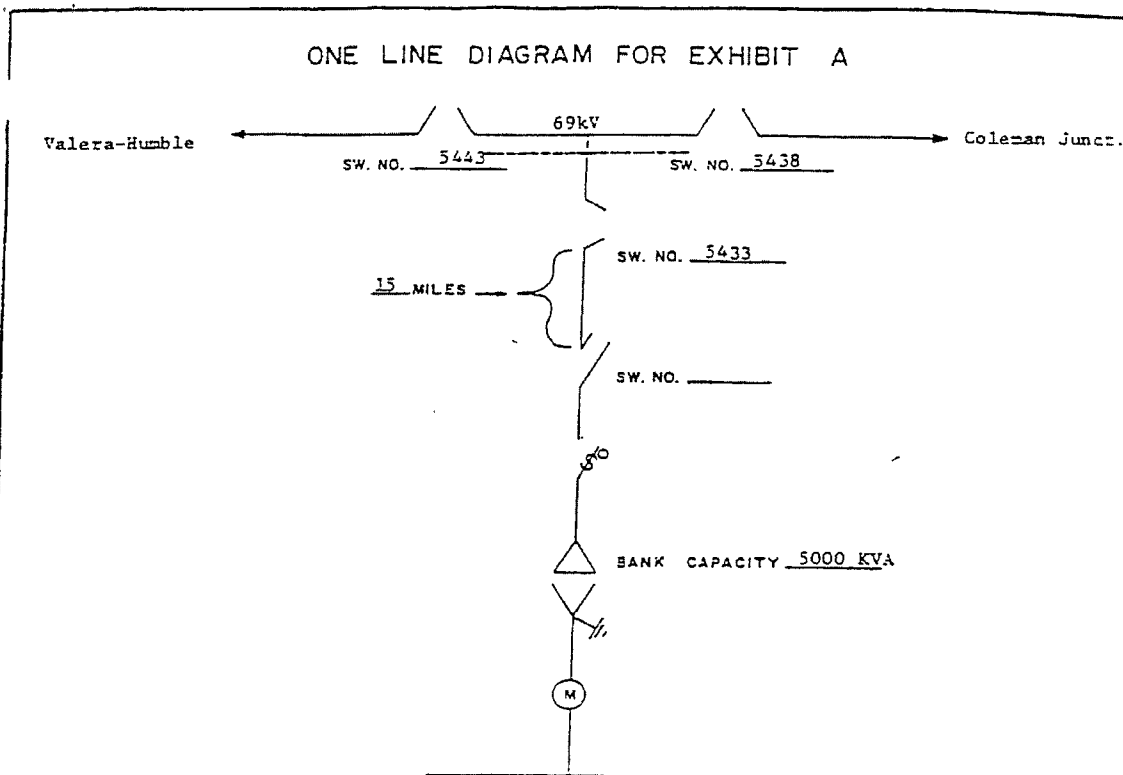 ONE LINE DIAGRAM FOR EXHIBIT A
Valera-Humble
69kV
Coleman Junct.
SW. NO. 5443
SW. NO. 5438
SW. NO. 5433
15 MILES
SW. NO.
BANK CAPACITY 5000 KVA
M